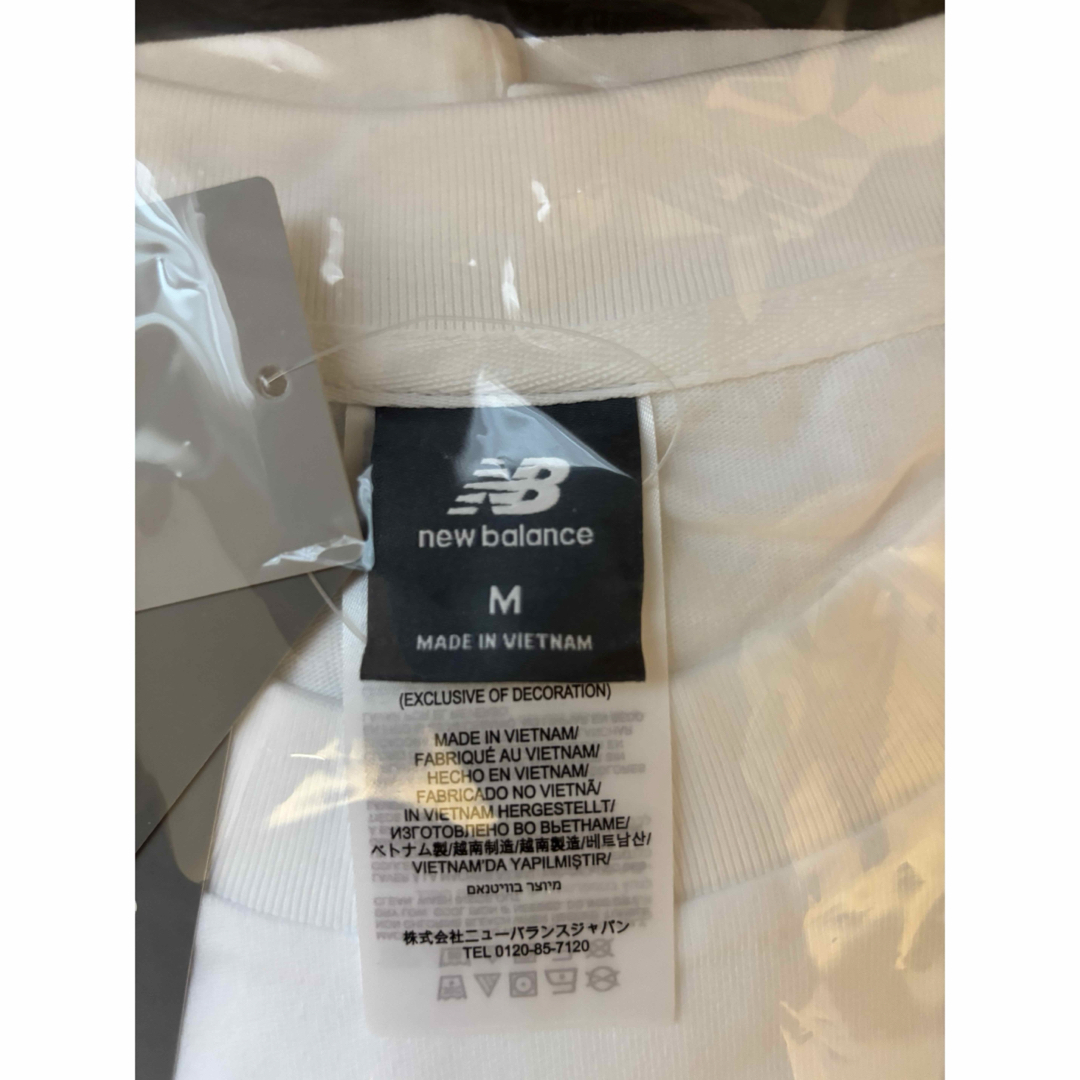 NB
new balance
M
MADE IN VIETNAM
(EXCLUSIVE OF DECORATION)
MADE IN VIETNAM/
FABRIQUÉ AU VIETNAM/
HECHO EN VIETNAM/
FABRICADO NO VIETNÃ/
IN VIETNAM HERGESTELLT/
ИЗГОТОВЛЕНО ВО ВЬЕТНАМЕ/
ベトナム製/越南制造/越南製造/베트남산/
VIETNAM'DA YAPILMIŞTIR/
מיוצר בווייטנאם
株式会社ニューバランスジャパン
TEL 0120-85-7120